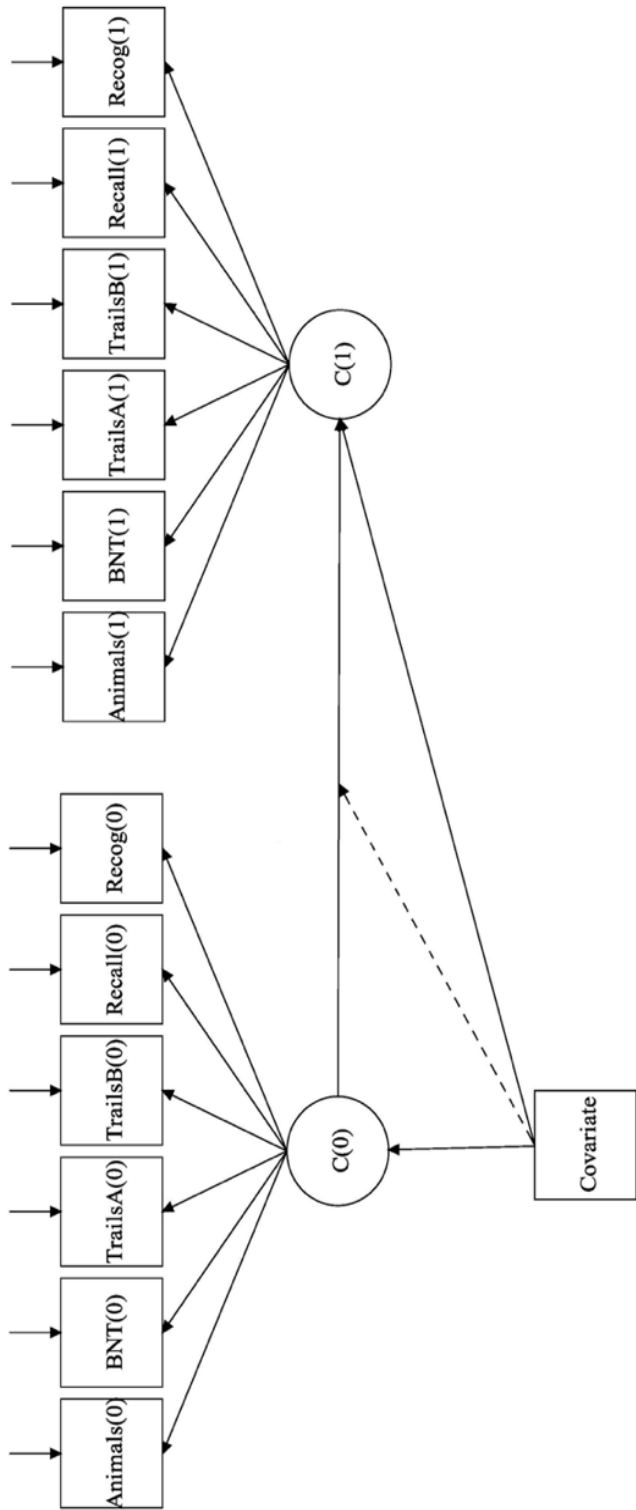 Animals(0)
BNT(0)
TrailsA(0)
TrailsB(0)
Recall(0)
Recog(0)
Animals(1)
BNT(1)
TrailsA(1)
TrailsB(1)
Recall(1)
Recog(1)
C(0)
C(1)
Covariate